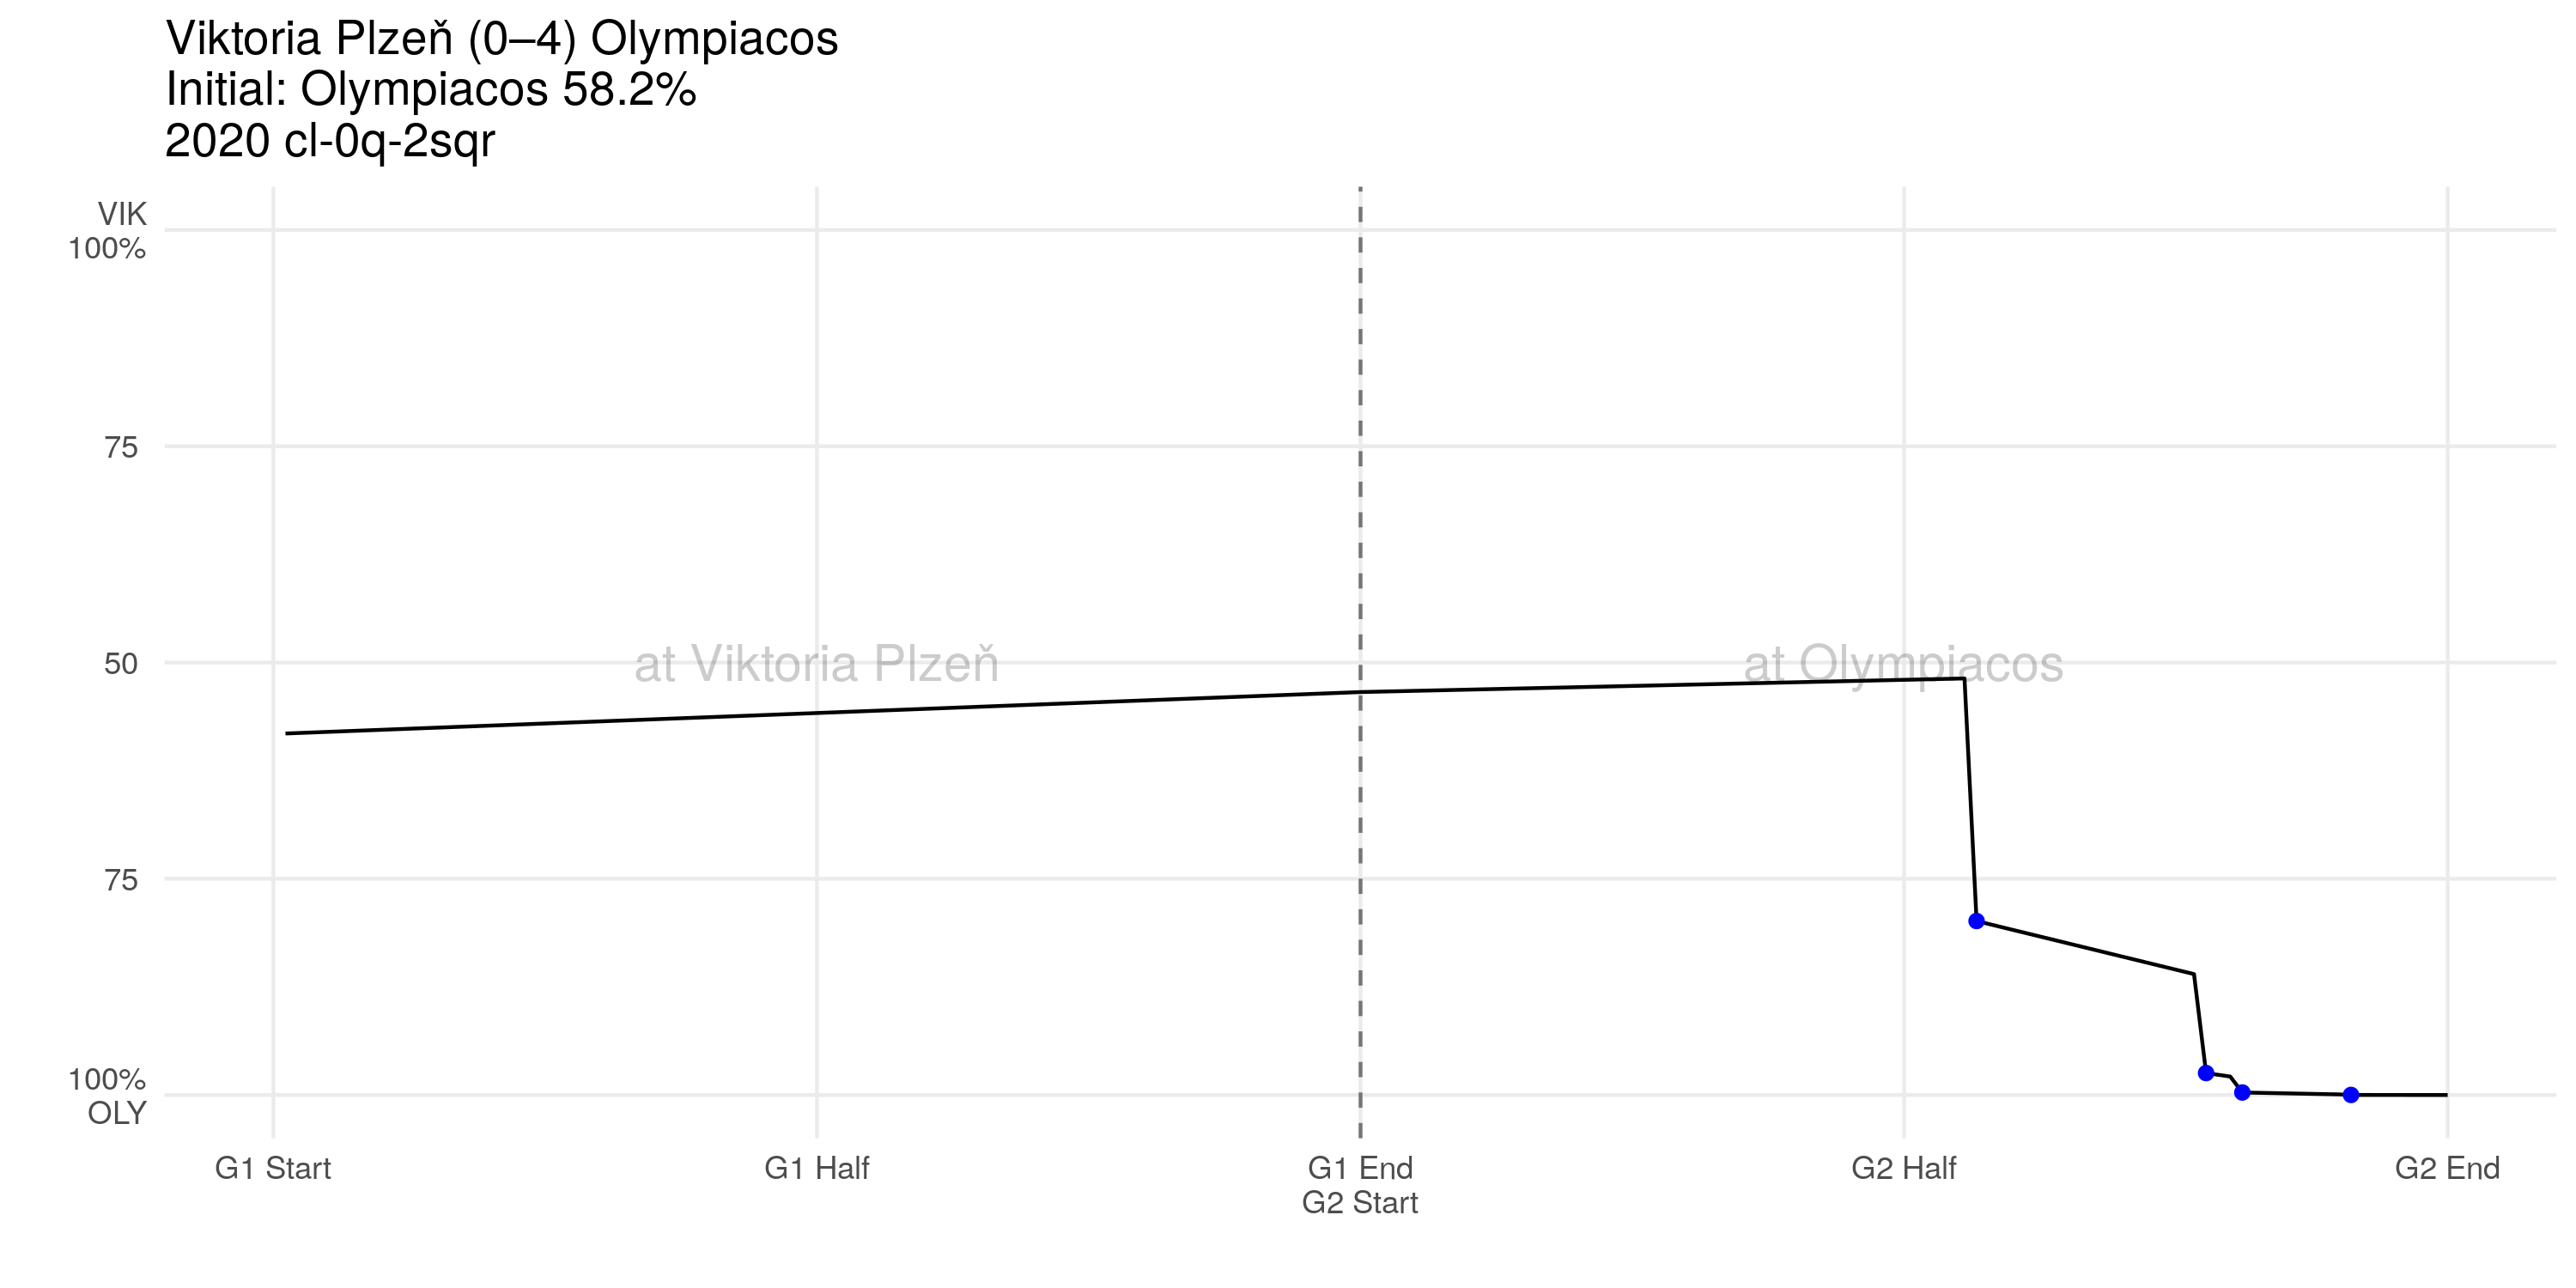 Viktoria Plzeň (0–4) Olympiacos
Initial: Olympiacos 58.2%
2020 cl-0q-2sqr
VIK
100%
75
50
75
100%
OLY
at Viktoria Plzeň
at Olympiacos
G1 Start
G1 Half
G1 End
G2 Start
G2 Half
G2 End